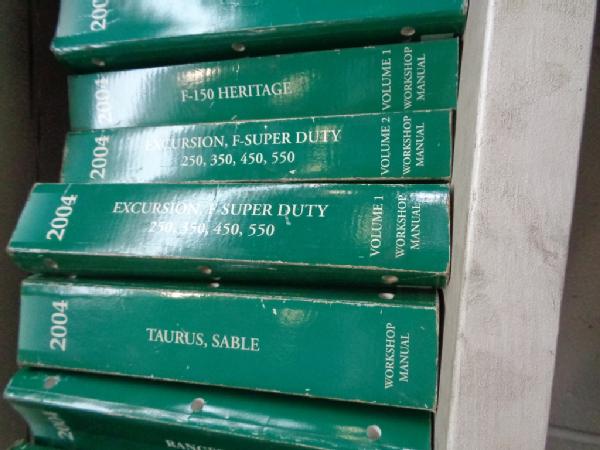 200
2004
F-150 HERITAGE
VOLUME 1
WORKSHOP
MANUAL
2004
EXCURSION, F-SUPER DUTY
250, 350, 450, 550
VOLUME 2
WORKSHOP
MANUAL
2004
EXCURSION, F-SUPER DUTY
250, 350, 450, 550
VOLUME 1
WORKSHOP
MANUAL
2004
TAURUS, SABLE
WORKSHOP
MANUAL
2004